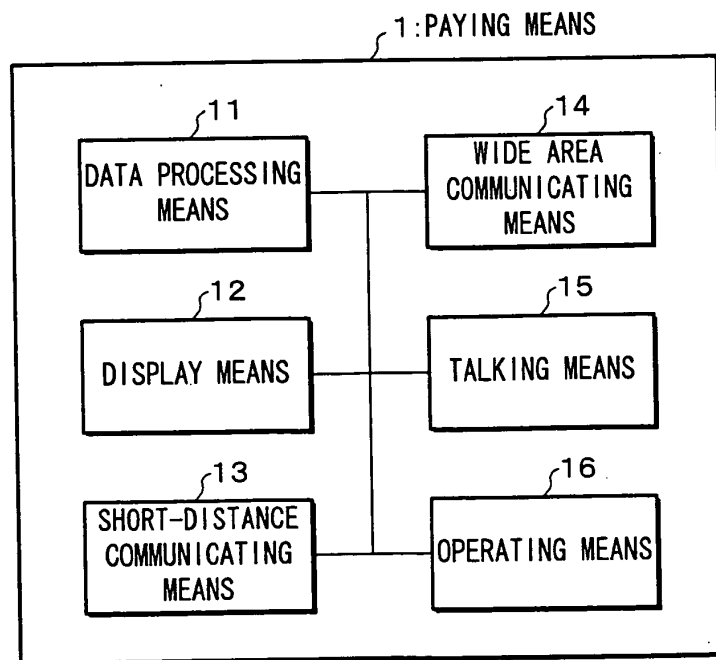 1:PAYING MEANS
11
DATA PROCESSING
MEANS
14
WIDE AREA
COMMUNICATING
MEANS
12
DISPLAY MEANS
15
TALKING MEANS
13
SHORT-DISTANCE
COMMUNICATING
MEANS
16
OPERATING MEANS